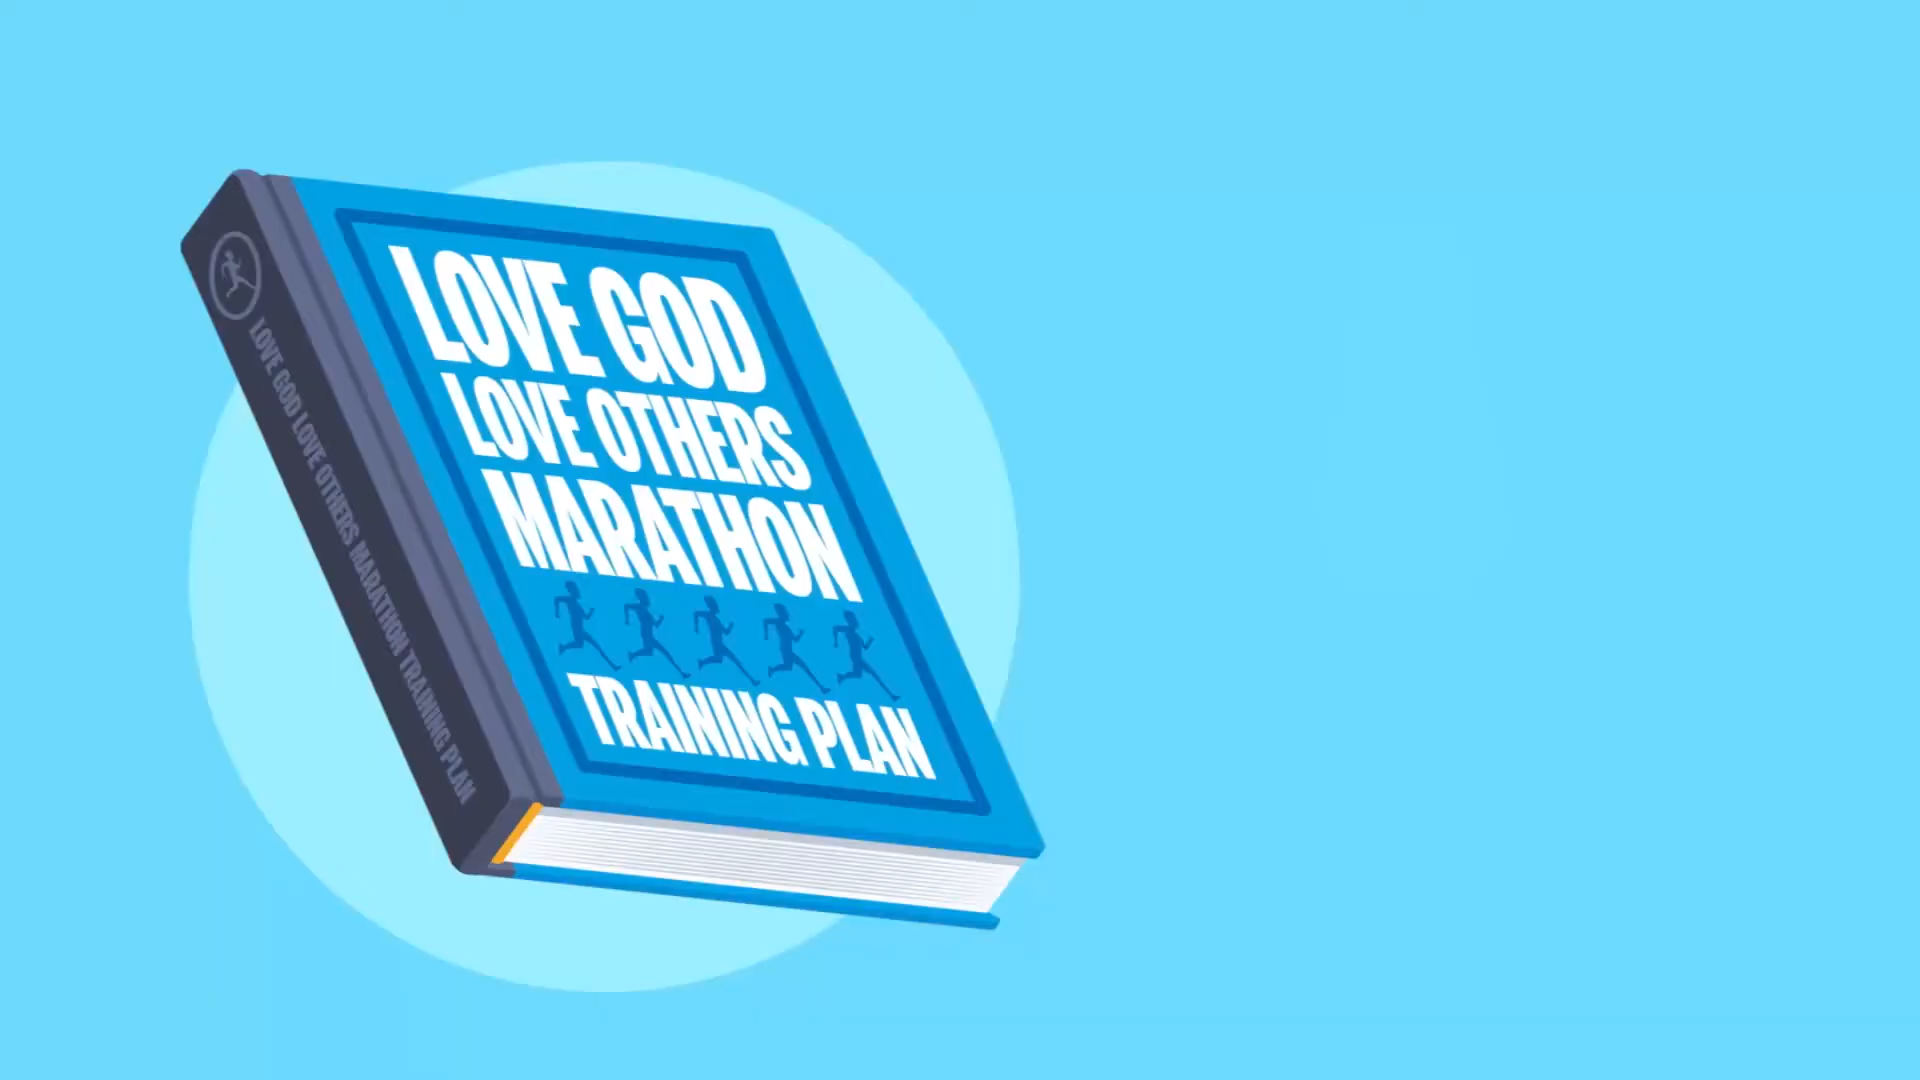 LOVE GOD
LOVE OTHERS
MARATHON
TRAINING PLAN
LOVE GOD LOVE OTHERS MARATHON TRAINING PLAN